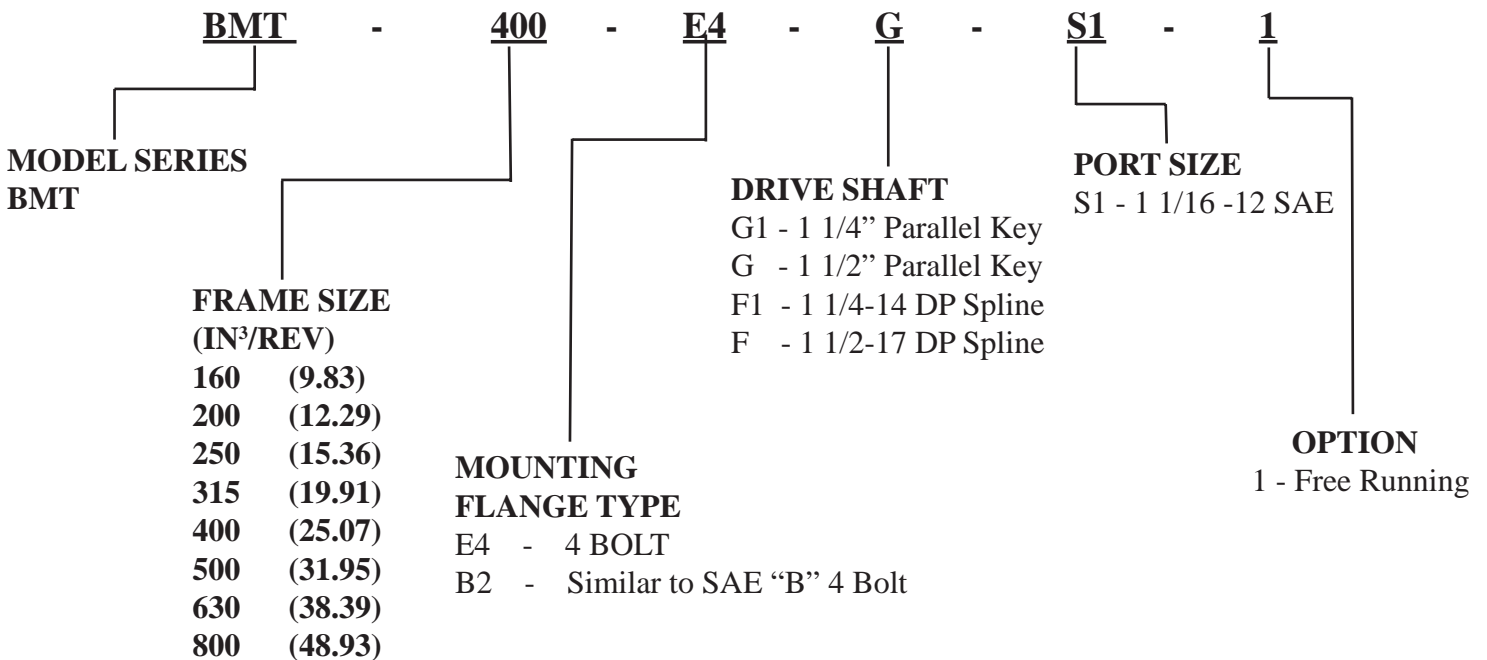 BMT - 400 - E4 - G - S1 - 1
MODEL SERIES
BMT
FRAME SIZE
(IN³/REV)
160 (9.83)
200 (12.29)
250 (15.36)
315 (19.91)
400 (25.07)
500 (31.95)
630 (38.39)
800 (48.93)
MOUNTING
FLANGE TYPE
E4 - 4 BOLT
B2 - Similar to SAE “B” 4 Bolt
DRIVE SHAFT
G1 - 1 1/4” Parallel Key
G - 1 1/2” Parallel Key
F1 - 1 1/4-14 DP Spline
F - 1 1/2-17 DP Spline
PORT SIZE
S1 - 1 1/16 -12 SAE
OPTION
1 - Free Running